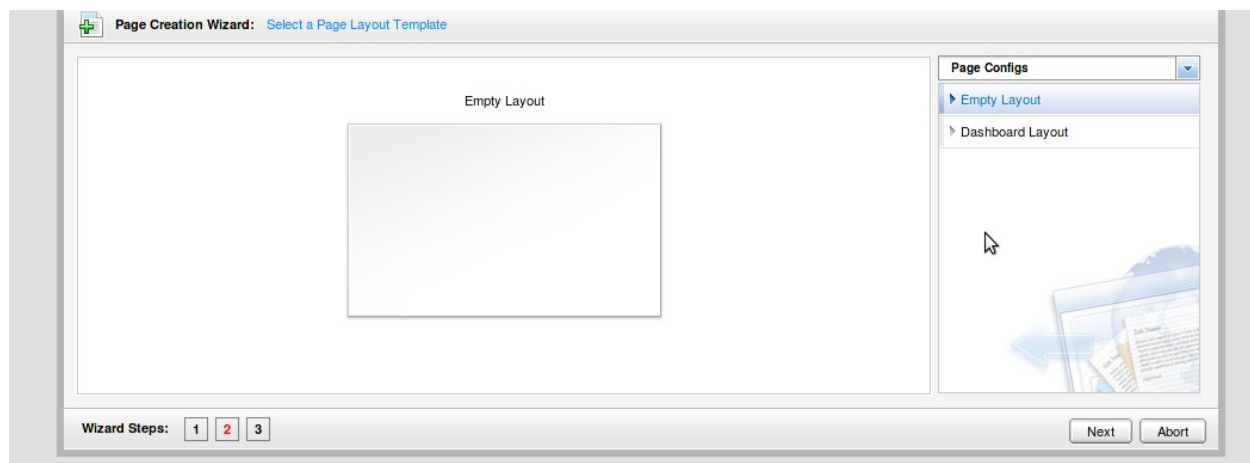 Page Creation Wizard: Select a Page Layout Template
Empty Layout
Page Configs
Empty Layout
Dashboard Layout
Wizard Steps: 1 2 3
Next Abort